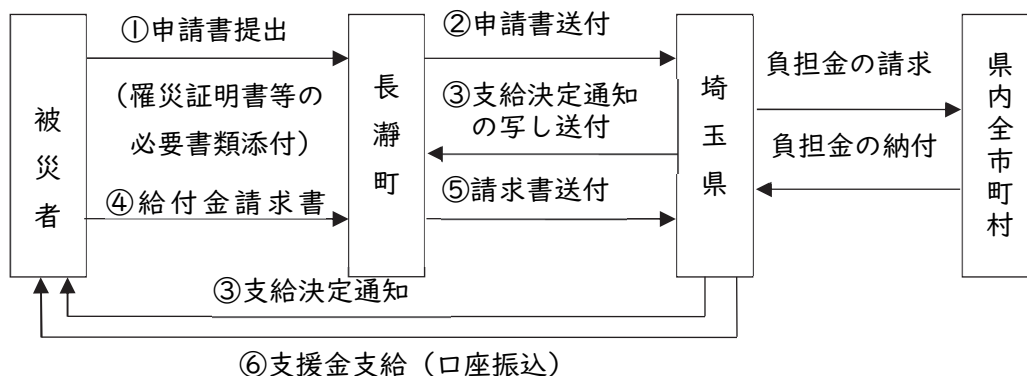 ①申請書提出
②申請書送付
負担金の請求
(罹災証明書等の
必要書類添付)
③支給決定通知
の写し送付
負担金の納付
④給付金請求書
⑤請求書送付
被災者
長瀞町
埼玉県
県内全市町村
③支給決定通知
⑥支援金支給(口座振込)